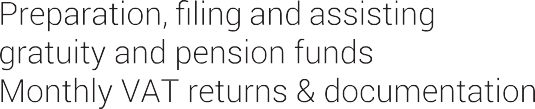 Preparation, filing and assisting
gratuity and pension funds
Monthly VAT returns & documentation